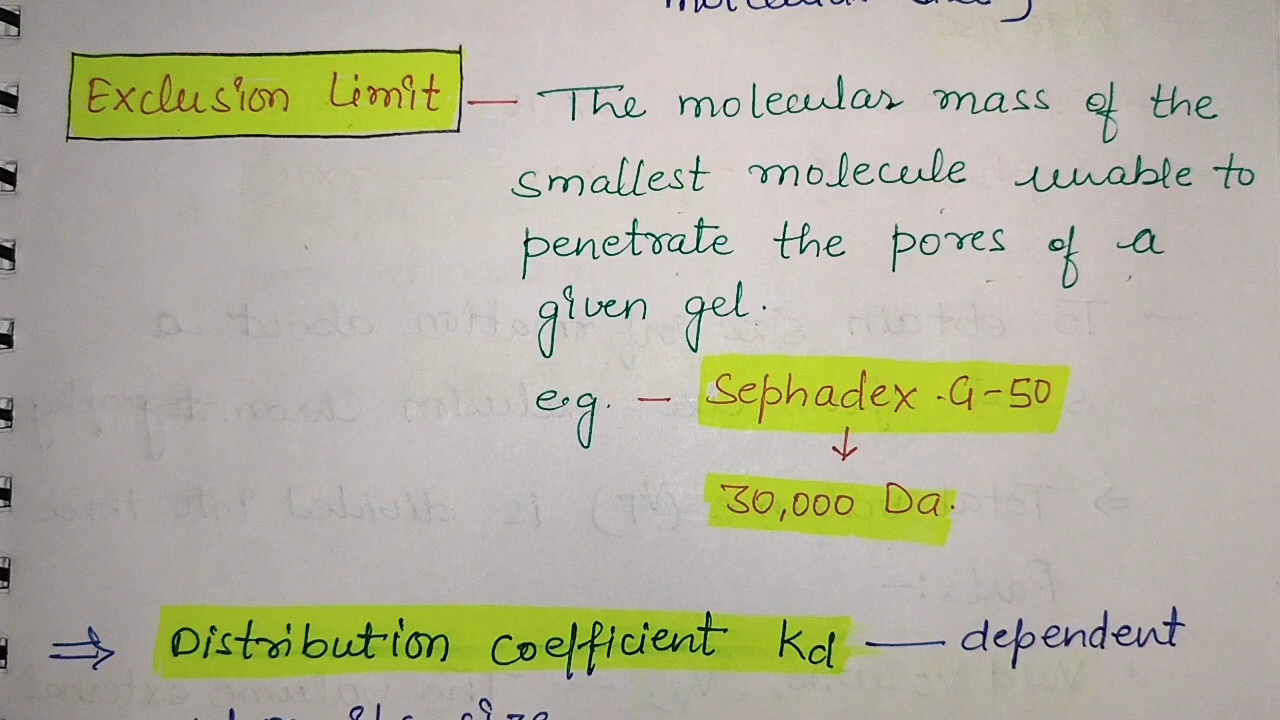 Exclusion Limit — The molecular mass of the
smallest molecule unable to
penetrate the pores of a
given gel.
e.g. — Sephadex .G-50
↓
30,000 Da.
⇒ Distribution coefficient Kd — dependent